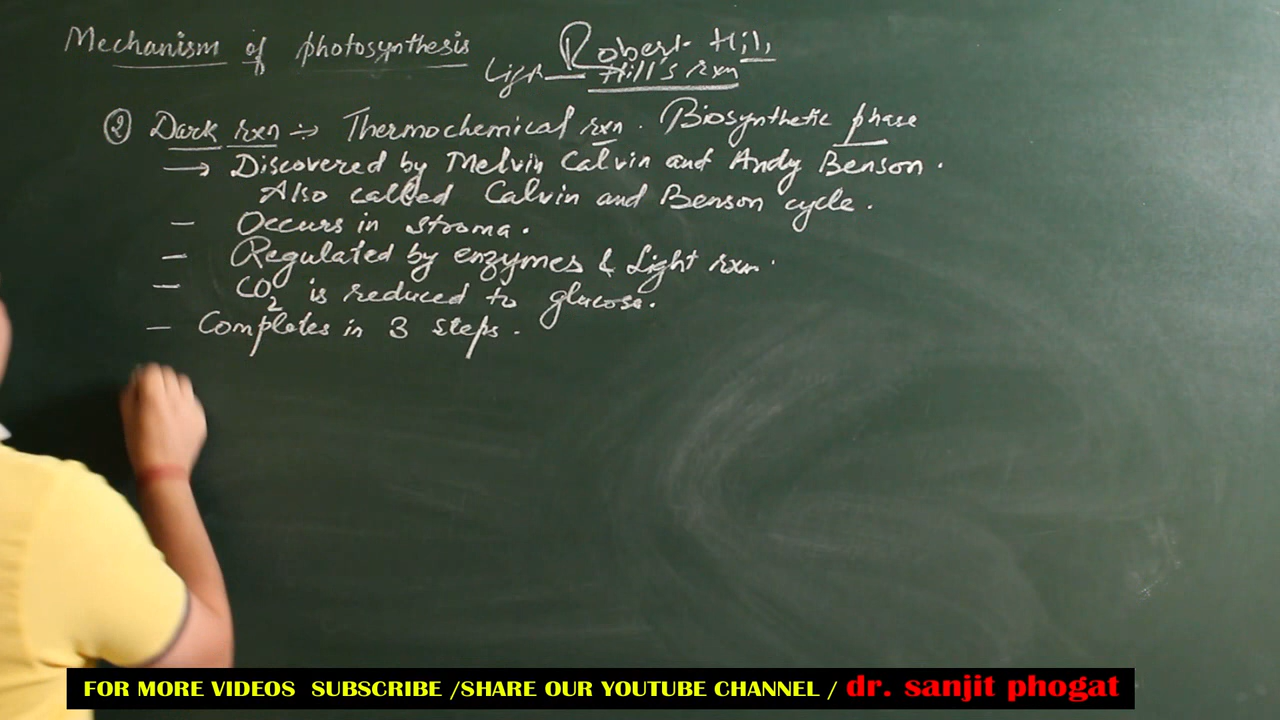 Mechanism of photosynthesis
Robert Hill
Light Hill's rxn
② Dark rxn :- Thermochemical rxn. Biosynthetic phase
→ Discovered by Melvin Calvin and Andy Benson.
Also called Calvin and Benson cycle.
- Occurs in stroma.
- Regulated by enzymes & Light rxn.
- CO2 is reduced to glucose.
- Completes in 3 steps.
FOR MORE VIDEOS SUBSCRIBE /SHARE OUR YOUTUBE CHANNEL / dr. sanjit phogat